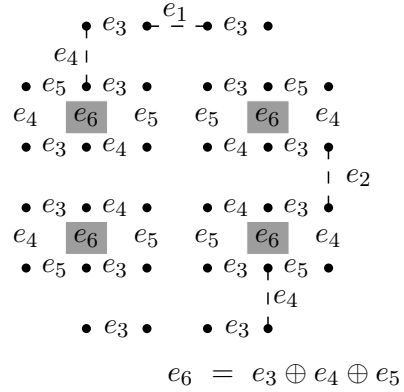 e₃ e₁ e₃
e₄
e₅ e₃ e₃ e₅
e₄ e₆ e₅ e₅ e₆ e₄
e₃ e₄ e₄ e₃
e₂
e₃ e₄ e₄ e₃
e₄ e₆ e₅ e₅ e₆ e₄
e₅ e₃ e₃ e₅
e₄
e₃ e₃
e₆ = e₃ ⊕ e₄ ⊕ e₅